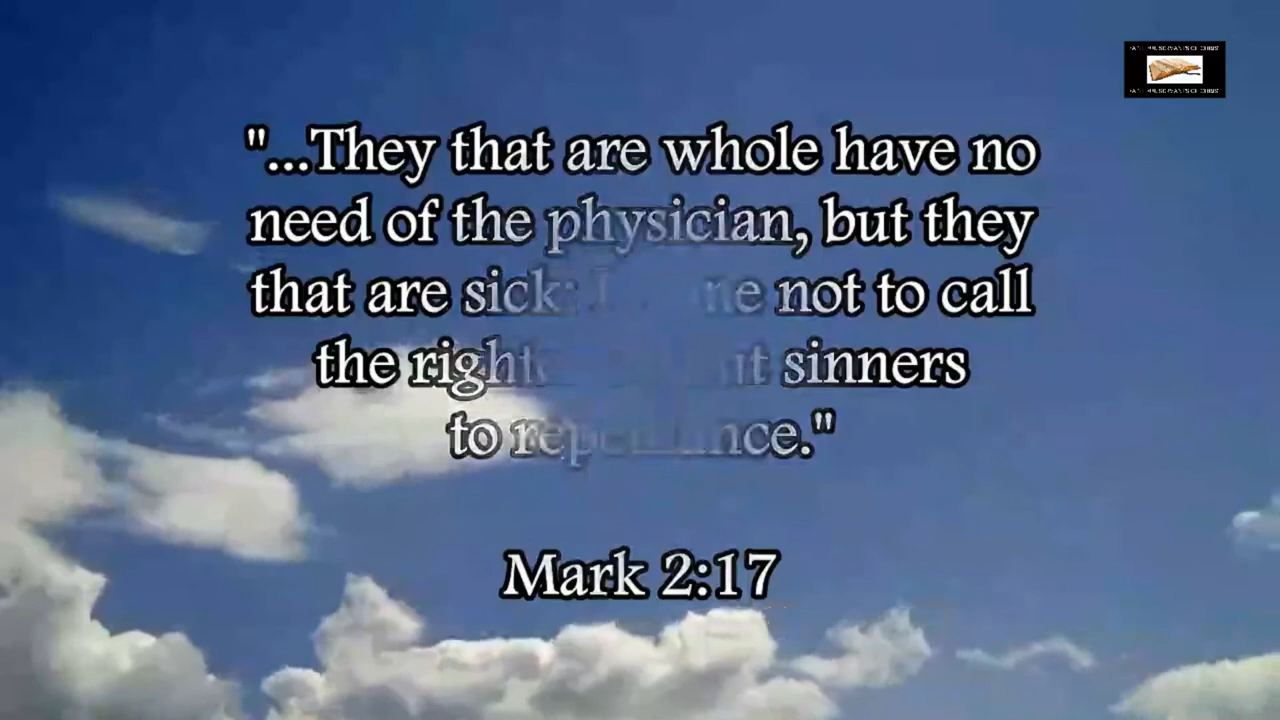 "...They that are whole have no
need of the physician, but they
that are sick: I not to call
the sinners
to
Mark 2:17